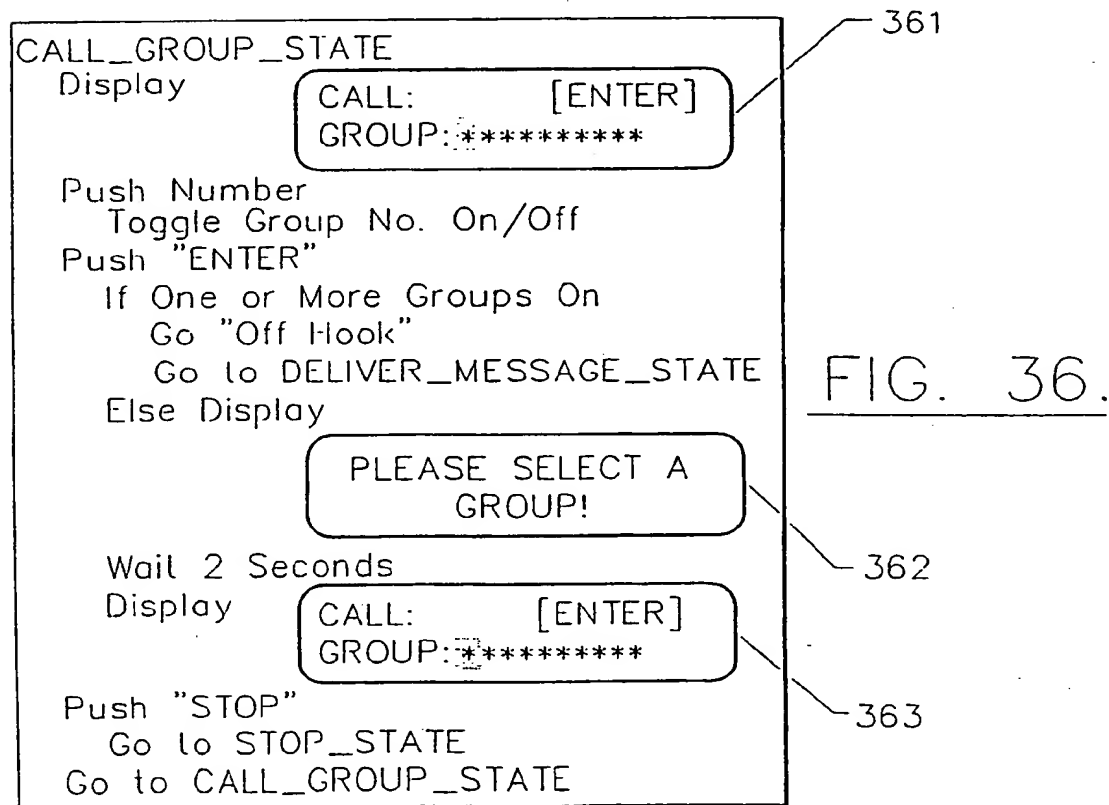 361
CALL_GROUP_STATE
Display
CALL: [ENTER]
GROUP:**********
Push Number
Toggle Group No. On/Off
Push "ENTER"
If One or More Groups On
Go "Off Hook"
Go to DELIVER_MESSAGE_STATE
FIG. 36.
Else Display
PLEASE SELECT A
GROUP!
362
Wait 2 Seconds
Display
CALL: [ENTER]
GROUP:**********
363
Push "STOP"
Go to STOP_STATE
Go to CALL_GROUP_STATE